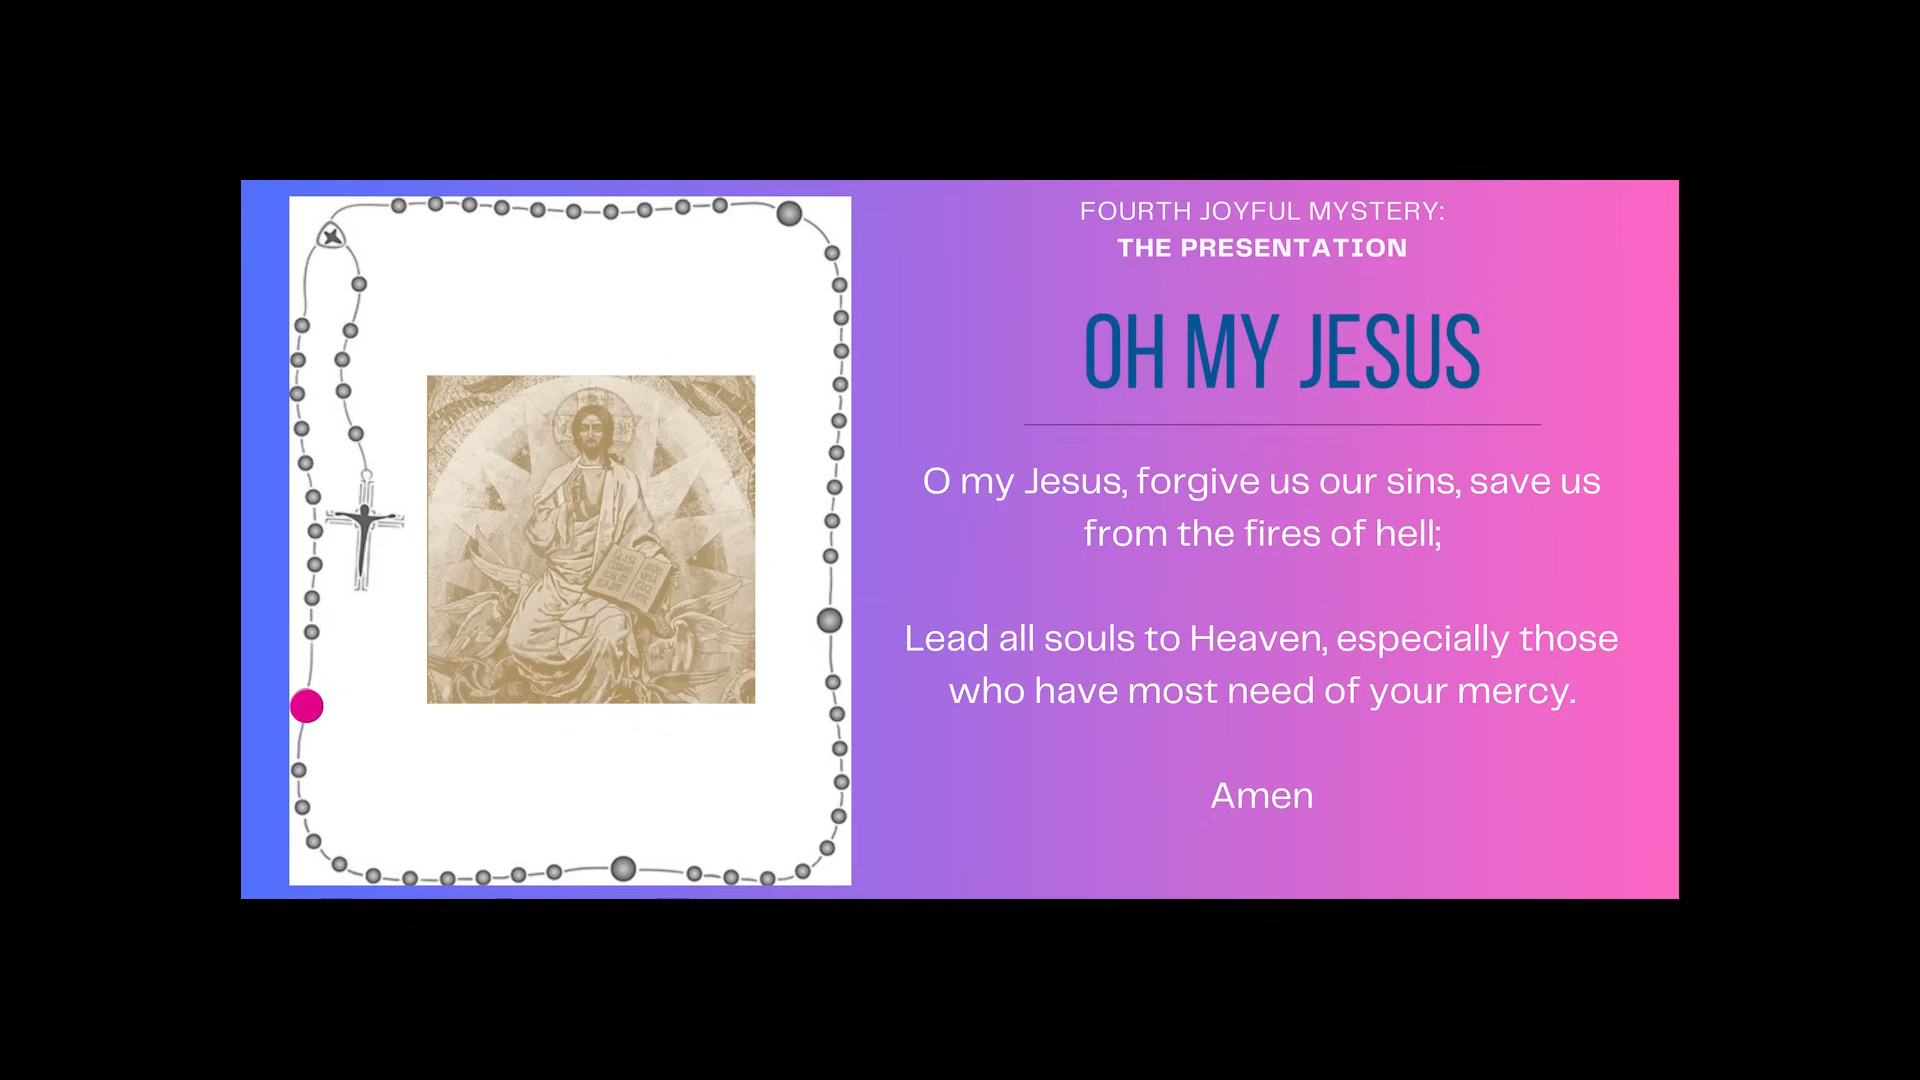 FOURTH JOYFUL MYSTERY:
THE PRESENTATION
OH MY JESUS
O my Jesus, forgive us our sins, save us
from the fires of hell;
Lead all souls to Heaven, especially those
who have most need of your mercy.
Amen